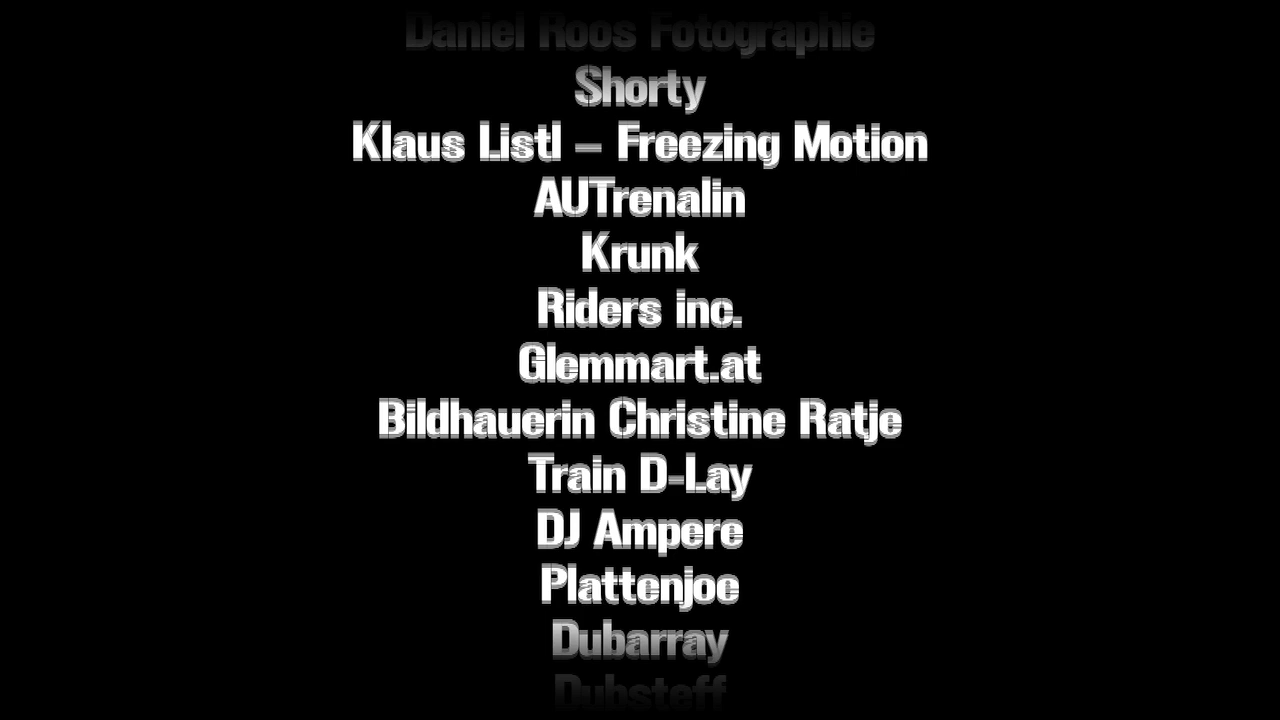 Daniel Roos Fotographie
Shorty
Klaus Listl – Freezing Motion
AUTrenalin
Krunk
Riders inc.
Glemmart.at
Bildhauerin Christine Ratje
Train D-Lay
DJ Ampere
Plattenjoe
Dubarray
Dubsteff